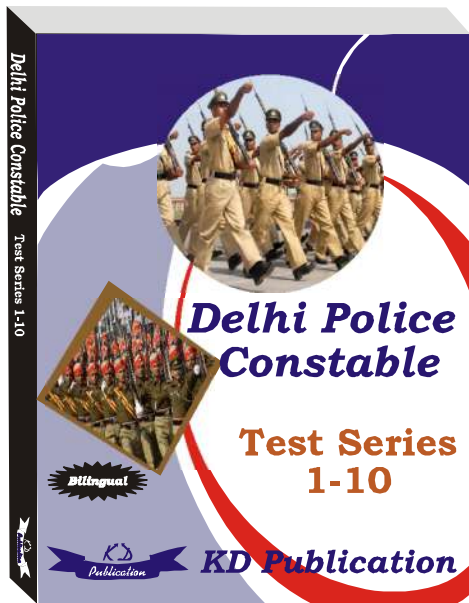 Delhi Police Constable Test Series 1-10
Delhi Police
Constable
Test Series
1-10
Bilingual
KD
Publication
KD Publication